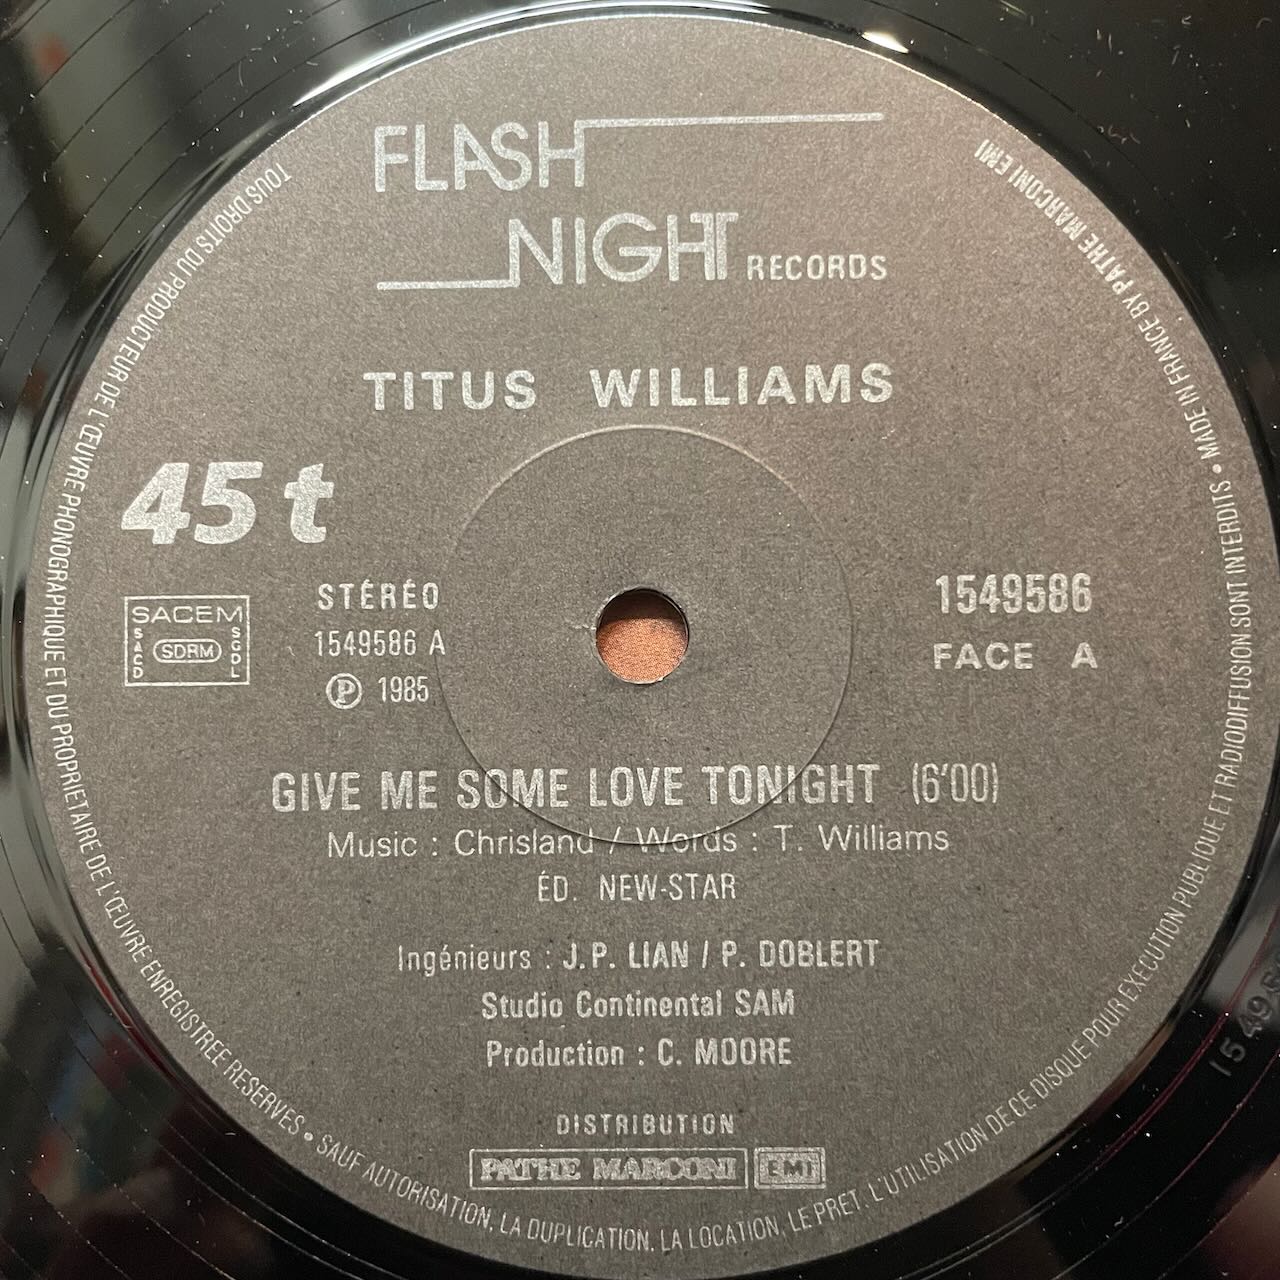 FLASH
NIGHT RECORDS
TITUS WILLIAMS
45 t
SACEM
SACD
SDRM
SGDL
STÉRÉO
1549586 A
℗ 1985
1549586
FACE A
GIVE ME SOME LOVE TONIGHT (6'00)
Music : Chrisland / Words : T. Williams
ÉD. NEW-STAR
Ingénieurs : J.P. LIAN / P. DOBLERT
Studio Continental SAM
Production : C. MOORE
DISTRIBUTION
PATHE MARCONI EMI
TOUS DROITS DU PRODUCTEUR DE L'ŒUVRE PHONOGRAPHIQUE ET DU PROPRIETAIRE DE L'ŒUVRE ENREGISTREE RESERVES • SAUF AUTORISATION, LA DUPLICATION, LA LOCATION, LE PRET, L'UTILISATION DE CE DISQUE POUR EXECUTION PUBLIQUE ET RADIODIFFUSION SONT INTERDITS • MADE IN FRANCE BY PATHE MARCONI EMI